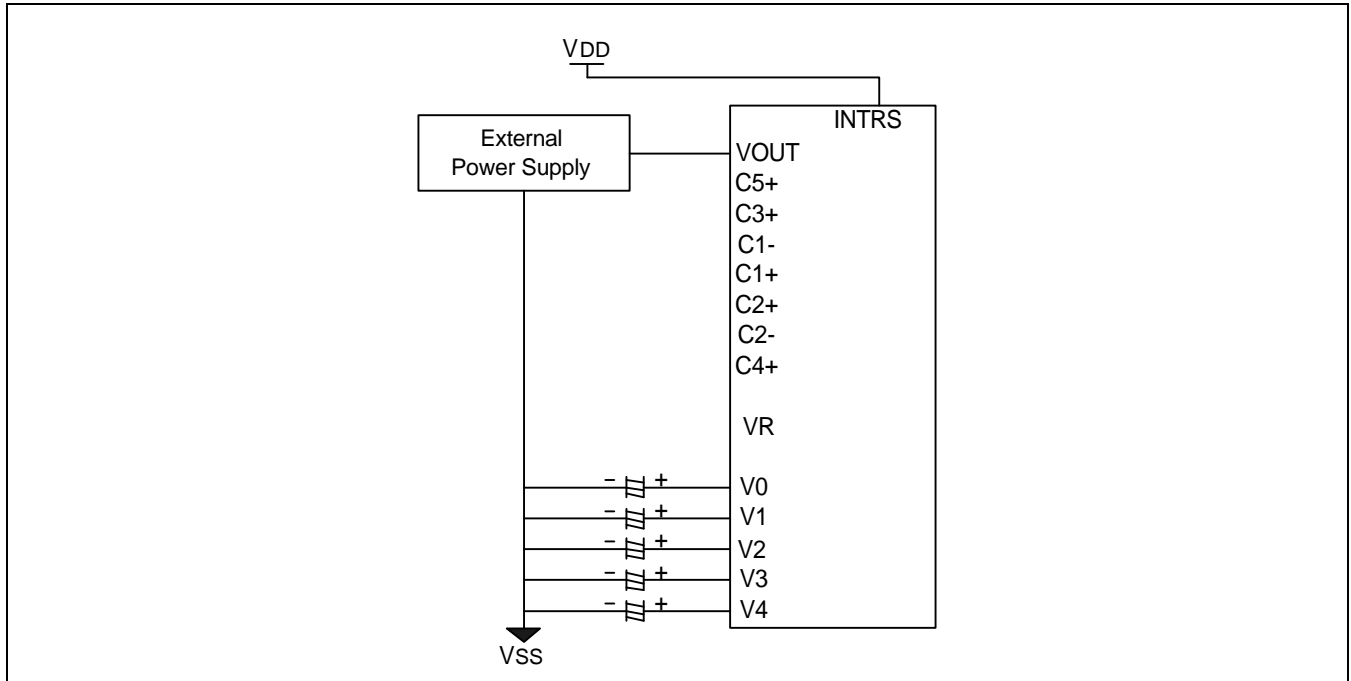 VDD
INTRS
External
Power Supply
VOUT
C5+
C3+
C1-
C1+
C2+
C2-
C4+
VR
– + V0
– + V1
– + V2
– + V3
– + V4
VSS